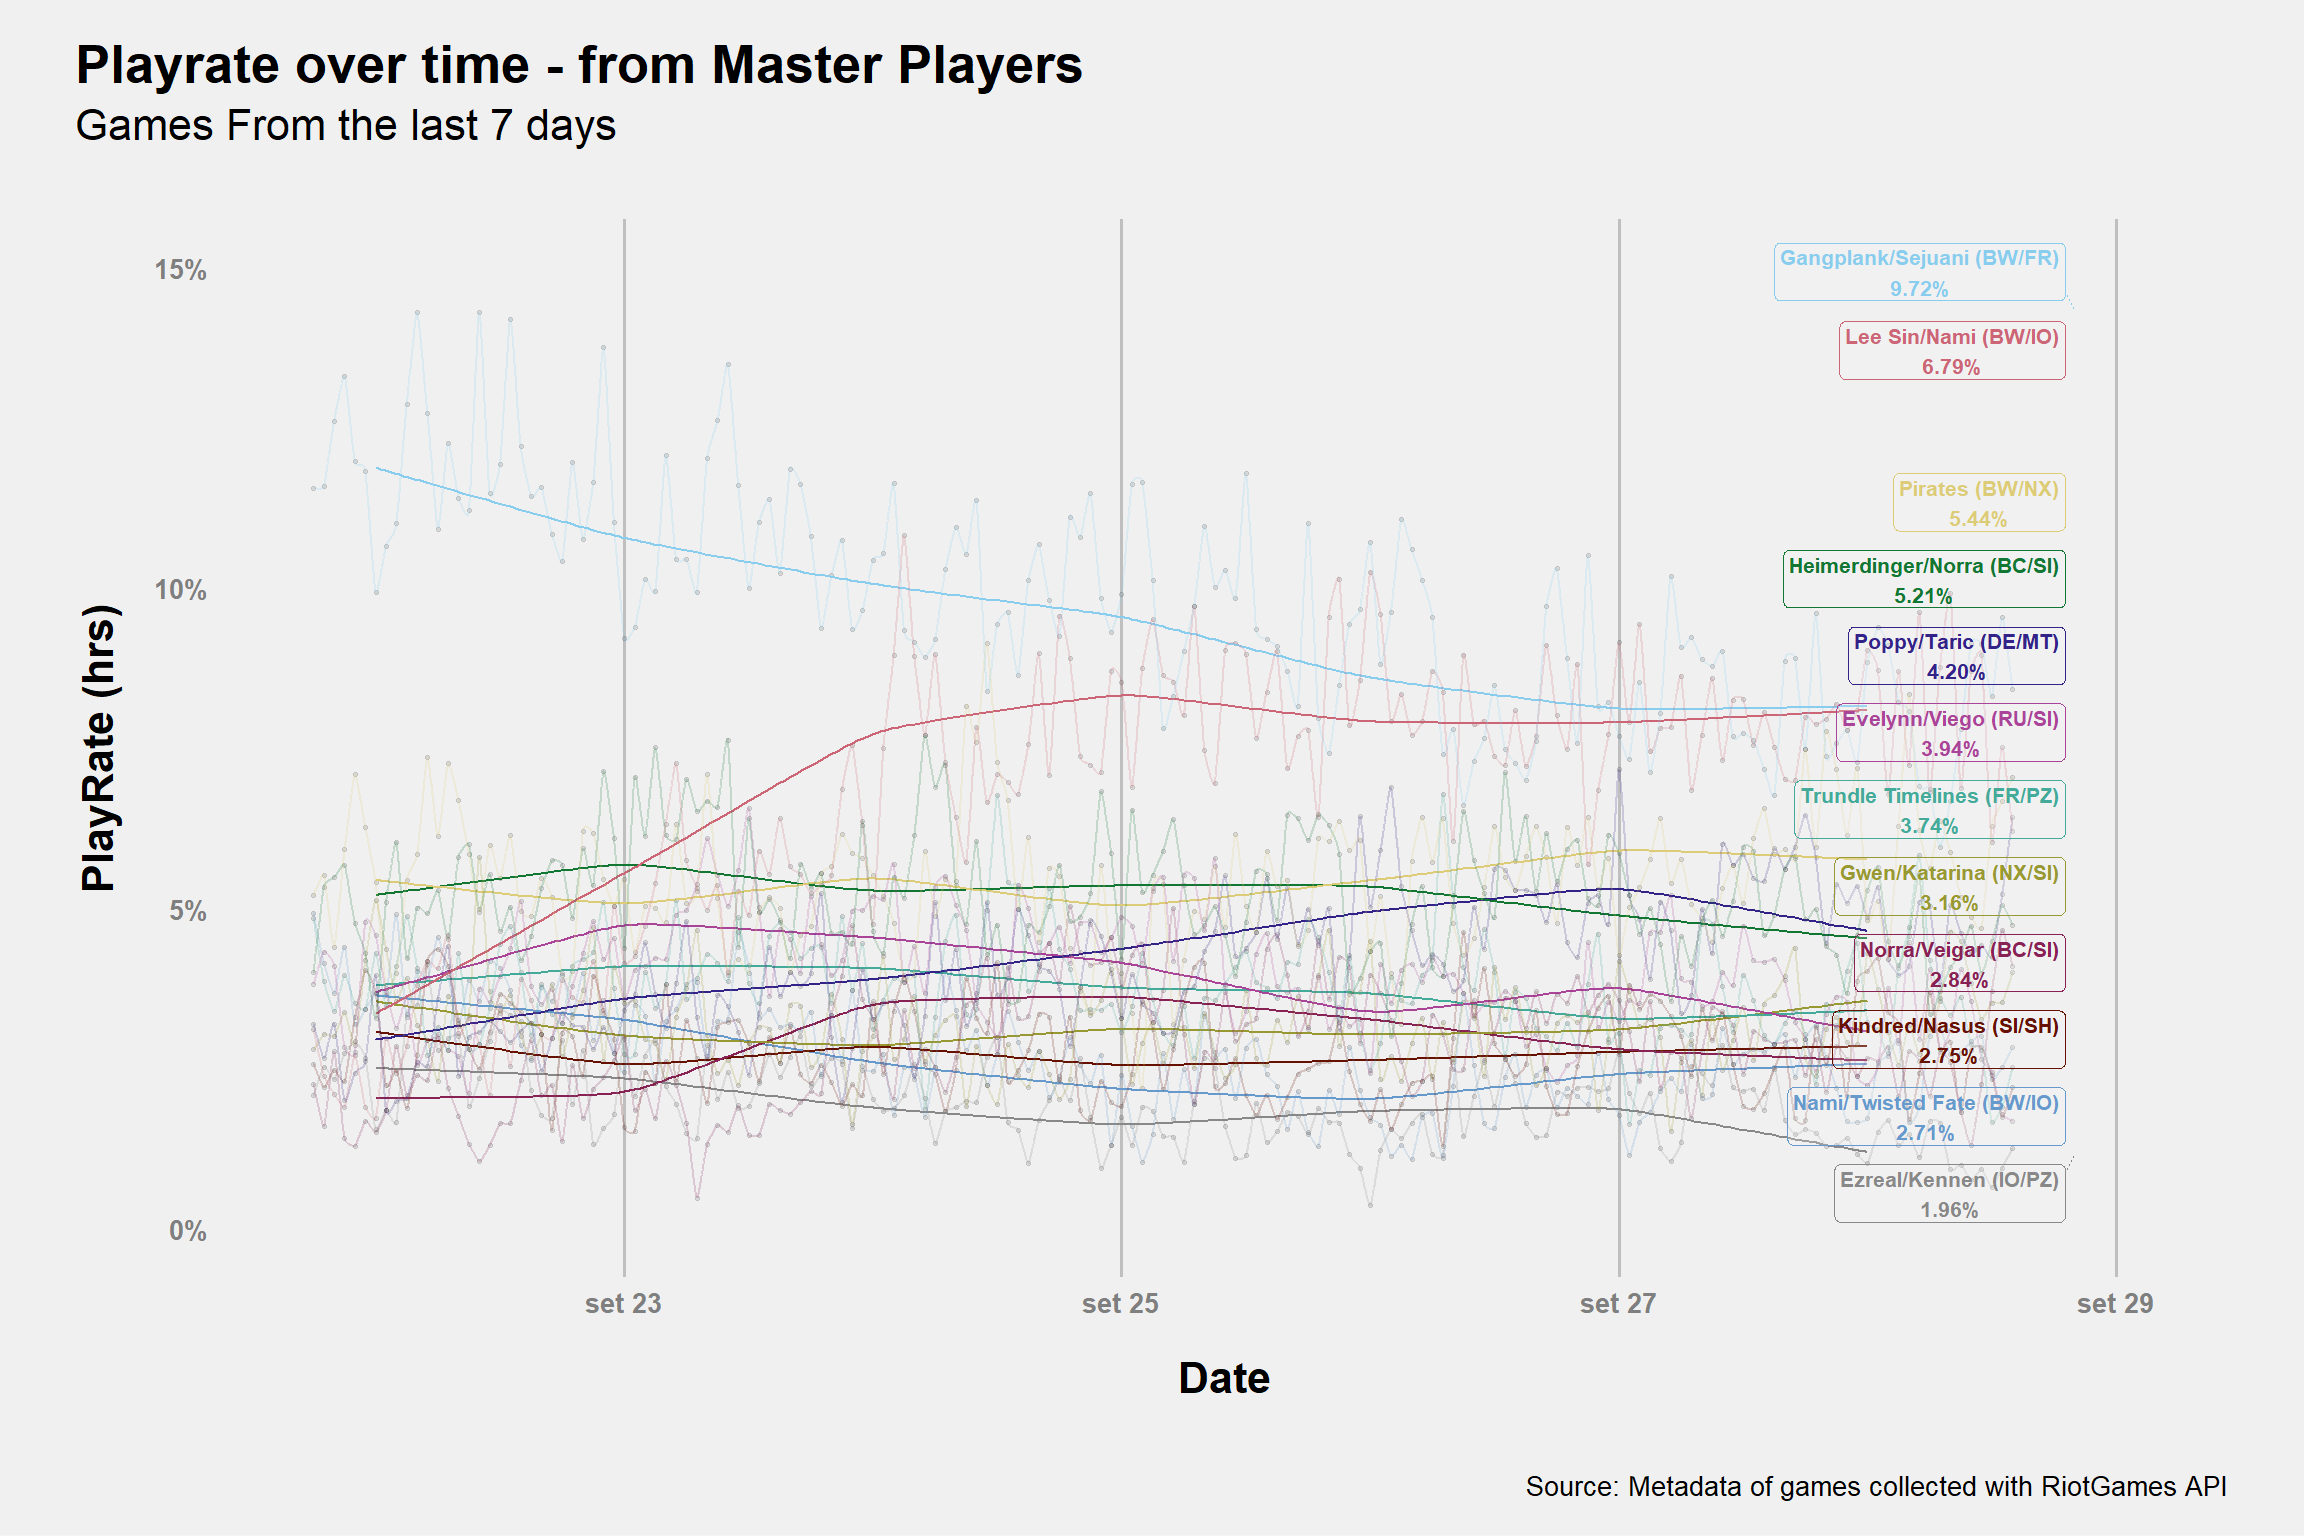 Playrate over time - from Master Players
Games From the last 7 days
15%
10%
5%
0%
PlayRate (hrs)
Gangplank/Sejuani (BW/FR)
9.72%
Lee Sin/Nami (BW/IO)
6.79%
Pirates (BW/NX)
5.44%
Heimerdinger/Norra (BC/SI)
5.21%
Poppy/Taric (DE/MT)
4.20%
Evelynn/Viego (RU/SI)
3.94%
Trundle Timelines (FR/PZ)
3.74%
Gwen/Katarina (NX/SI)
3.16%
Norra/Veigar (BC/SI)
2.84%
Kindred/Nasus (SI/SH)
2.75%
Nami/Twisted Fate (BW/IO)
2.71%
Ezreal/Kennen (IO/PZ)
1.96%
set 23
set 25
set 27
set 29
Date
Source: Metadata of games collected with RiotGames API